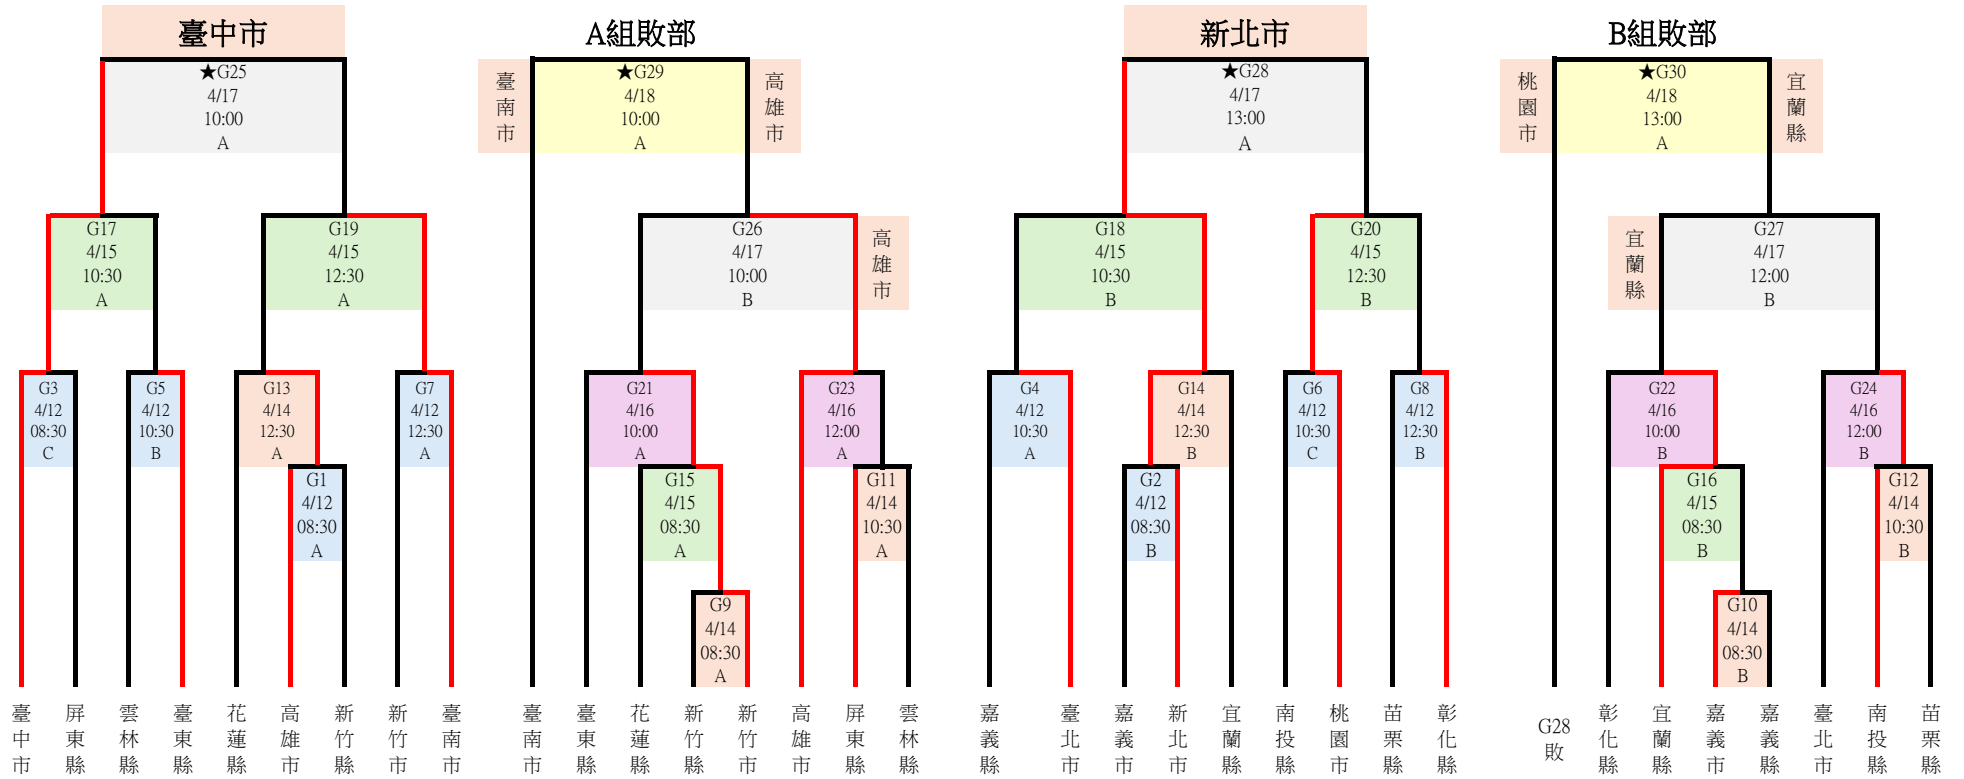 臺中市
A組敗部
新北市
B組敗部
★G25
4/17
10:00
A
臺南市
★G29
4/18
10:00
A
高雄市
★G28
4/17
13:00
A
桃園市
★G30
4/18
13:00
A
宜蘭縣
G17
4/15
10:30
A
G19
4/15
12:30
A
G26
4/17
10:00
B
高雄市
G18
4/15
10:30
B
G20
4/15
12:30
B
宜蘭縣
G27
4/17
12:00
B
G3
4/12
08:30
C
G5
4/12
10:30
B
G13
4/14
12:30
A
G7
4/12
12:30
A
G21
4/16
10:00
A
G23
4/16
12:00
A
G4
4/12
10:30
A
G14
4/14
12:30
B
G6
4/12
10:30
C
G8
4/12
12:30
B
G22
4/16
10:00
B
G24
4/16
12:00
B
G1
4/12
08:30
A
G15
4/15
08:30
A
G11
4/14
10:30
A
G2
4/12
08:30
B
G16
4/15
08:30
B
G12
4/14
10:30
B
G9
4/14
08:30
A
G10
4/14
08:30
B
臺中市
屏東縣
雲林縣
臺東縣
花蓮縣
高雄市
新竹縣
新竹市
臺南市
臺南市
臺東縣
花蓮縣
新竹縣
新竹市
高雄市
屏東縣
雲林縣
嘉義縣
臺北市
嘉義市
新北市
宜蘭縣
南投縣
桃園市
苗栗縣
彰化縣
G28
敗
彰化縣
宜蘭縣
嘉義市
嘉義縣
臺北市
南投縣
苗栗縣